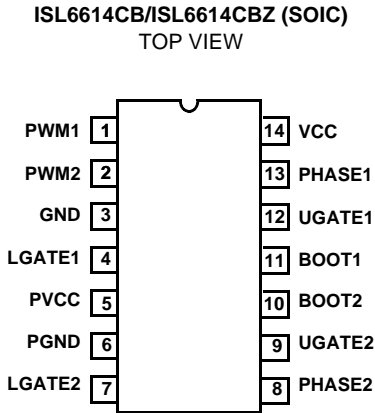 ISL6614CB/ISL6614CBZ (SOIC)
TOP VIEW
PWM1 1 14 VCC
PWM2 2 13 PHASE1
GND 3 12 UGATE1
LGATE1 4 11 BOOT1
PVCC 5 10 BOOT2
PGND 6 9 UGATE2
LGATE2 7 8 PHASE2